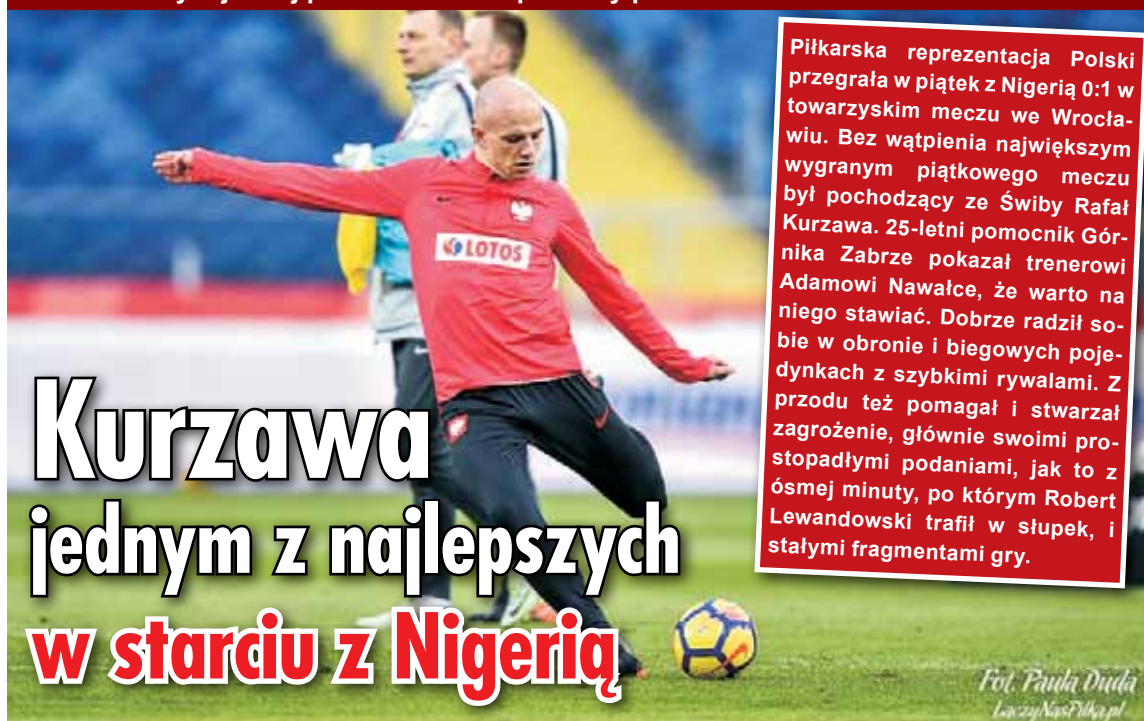 Kurzawa
jednym z najlepszych
w starciu z Nigerią
Piłkarska reprezentacja Polski
przegrała w piątek z Nigerią 0:1 w
towarzyskim meczu we Wrocła-
wiu. Bez wątpienia największym
wygranym piątkowego meczu
był pochodzący ze Świby Rafał
Kurzawa. 25-letni pomocnik Gór-
nika Zabrze pokazał trenerowi
Adamowi Nawałce, że warto na
niego stawiać. Dobrze radził so-
bie w obronie i biegowych poje-
dynkach z szybkimi rywalami. Z
przodu też pomagał i stwarzał
zagrożenie, głównie swoimi pro-
stopadłymi podaniami, jak to z
ósmej minuty, po którym Robert
Lewandowski trafił w słupek, i
stałymi fragmentami gry.
LOTOS
Fot. Paula Duda
LaczyNasPilka.pl